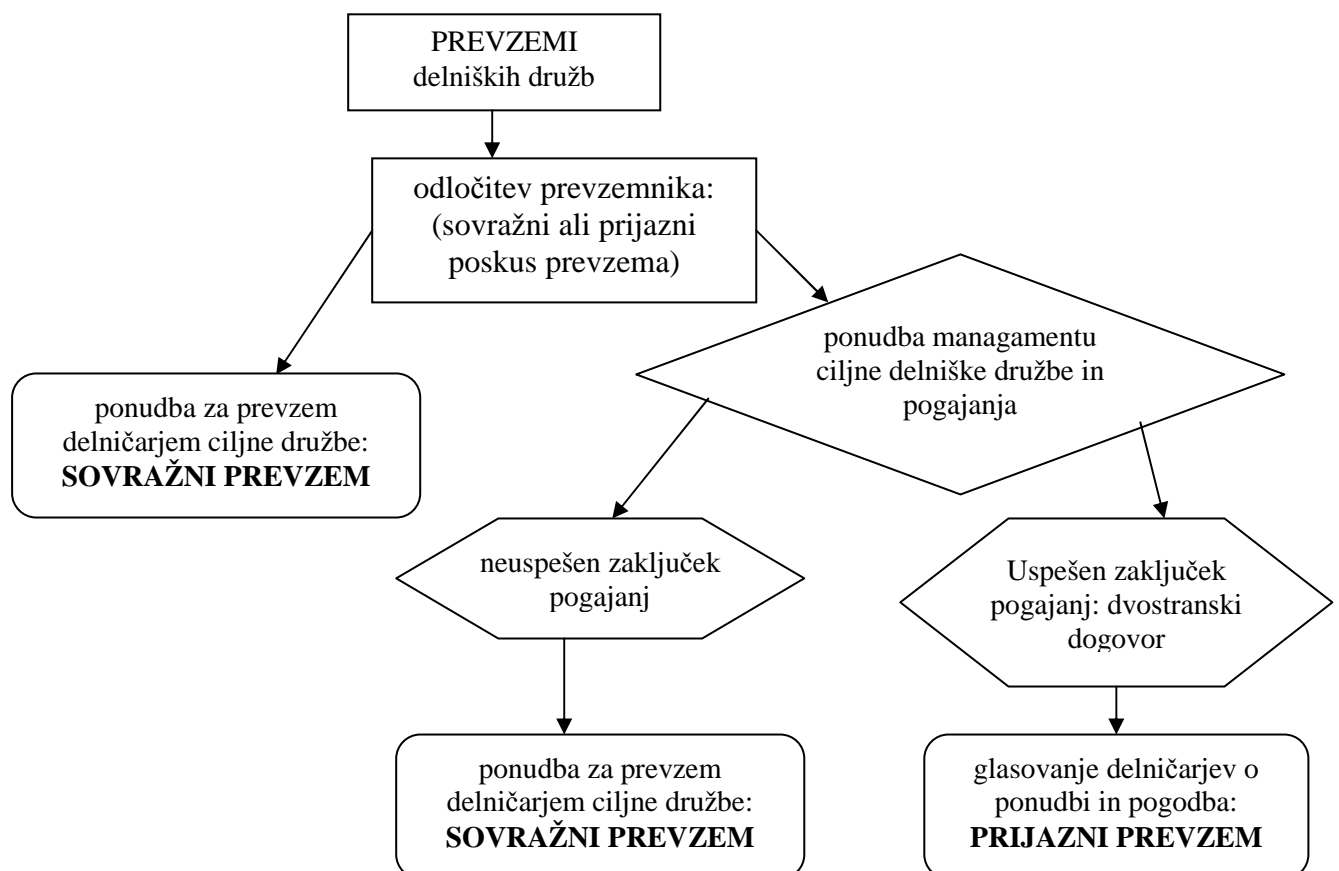 PREVZEMI
delniških družb
odločitev prevzemnika:
(sovražni ali prijazni
poskus prevzema)
ponudba managamentu
ciljne delniške družbe in
pogajanja
ponudba za prevzem
delničarjem ciljne družbe:
SOVRAŽNI PREVZEM
neuspešen zaključek
pogajanj
Uspešen zaključek
pogajanj: dvostranski
dogovor
ponudba za prevzem
delničarjem ciljne družbe:
SOVRAŽNI PREVZEM
glasovanje delničarjev o
ponudbi in pogodba:
PRIJAZNI PREVZEM